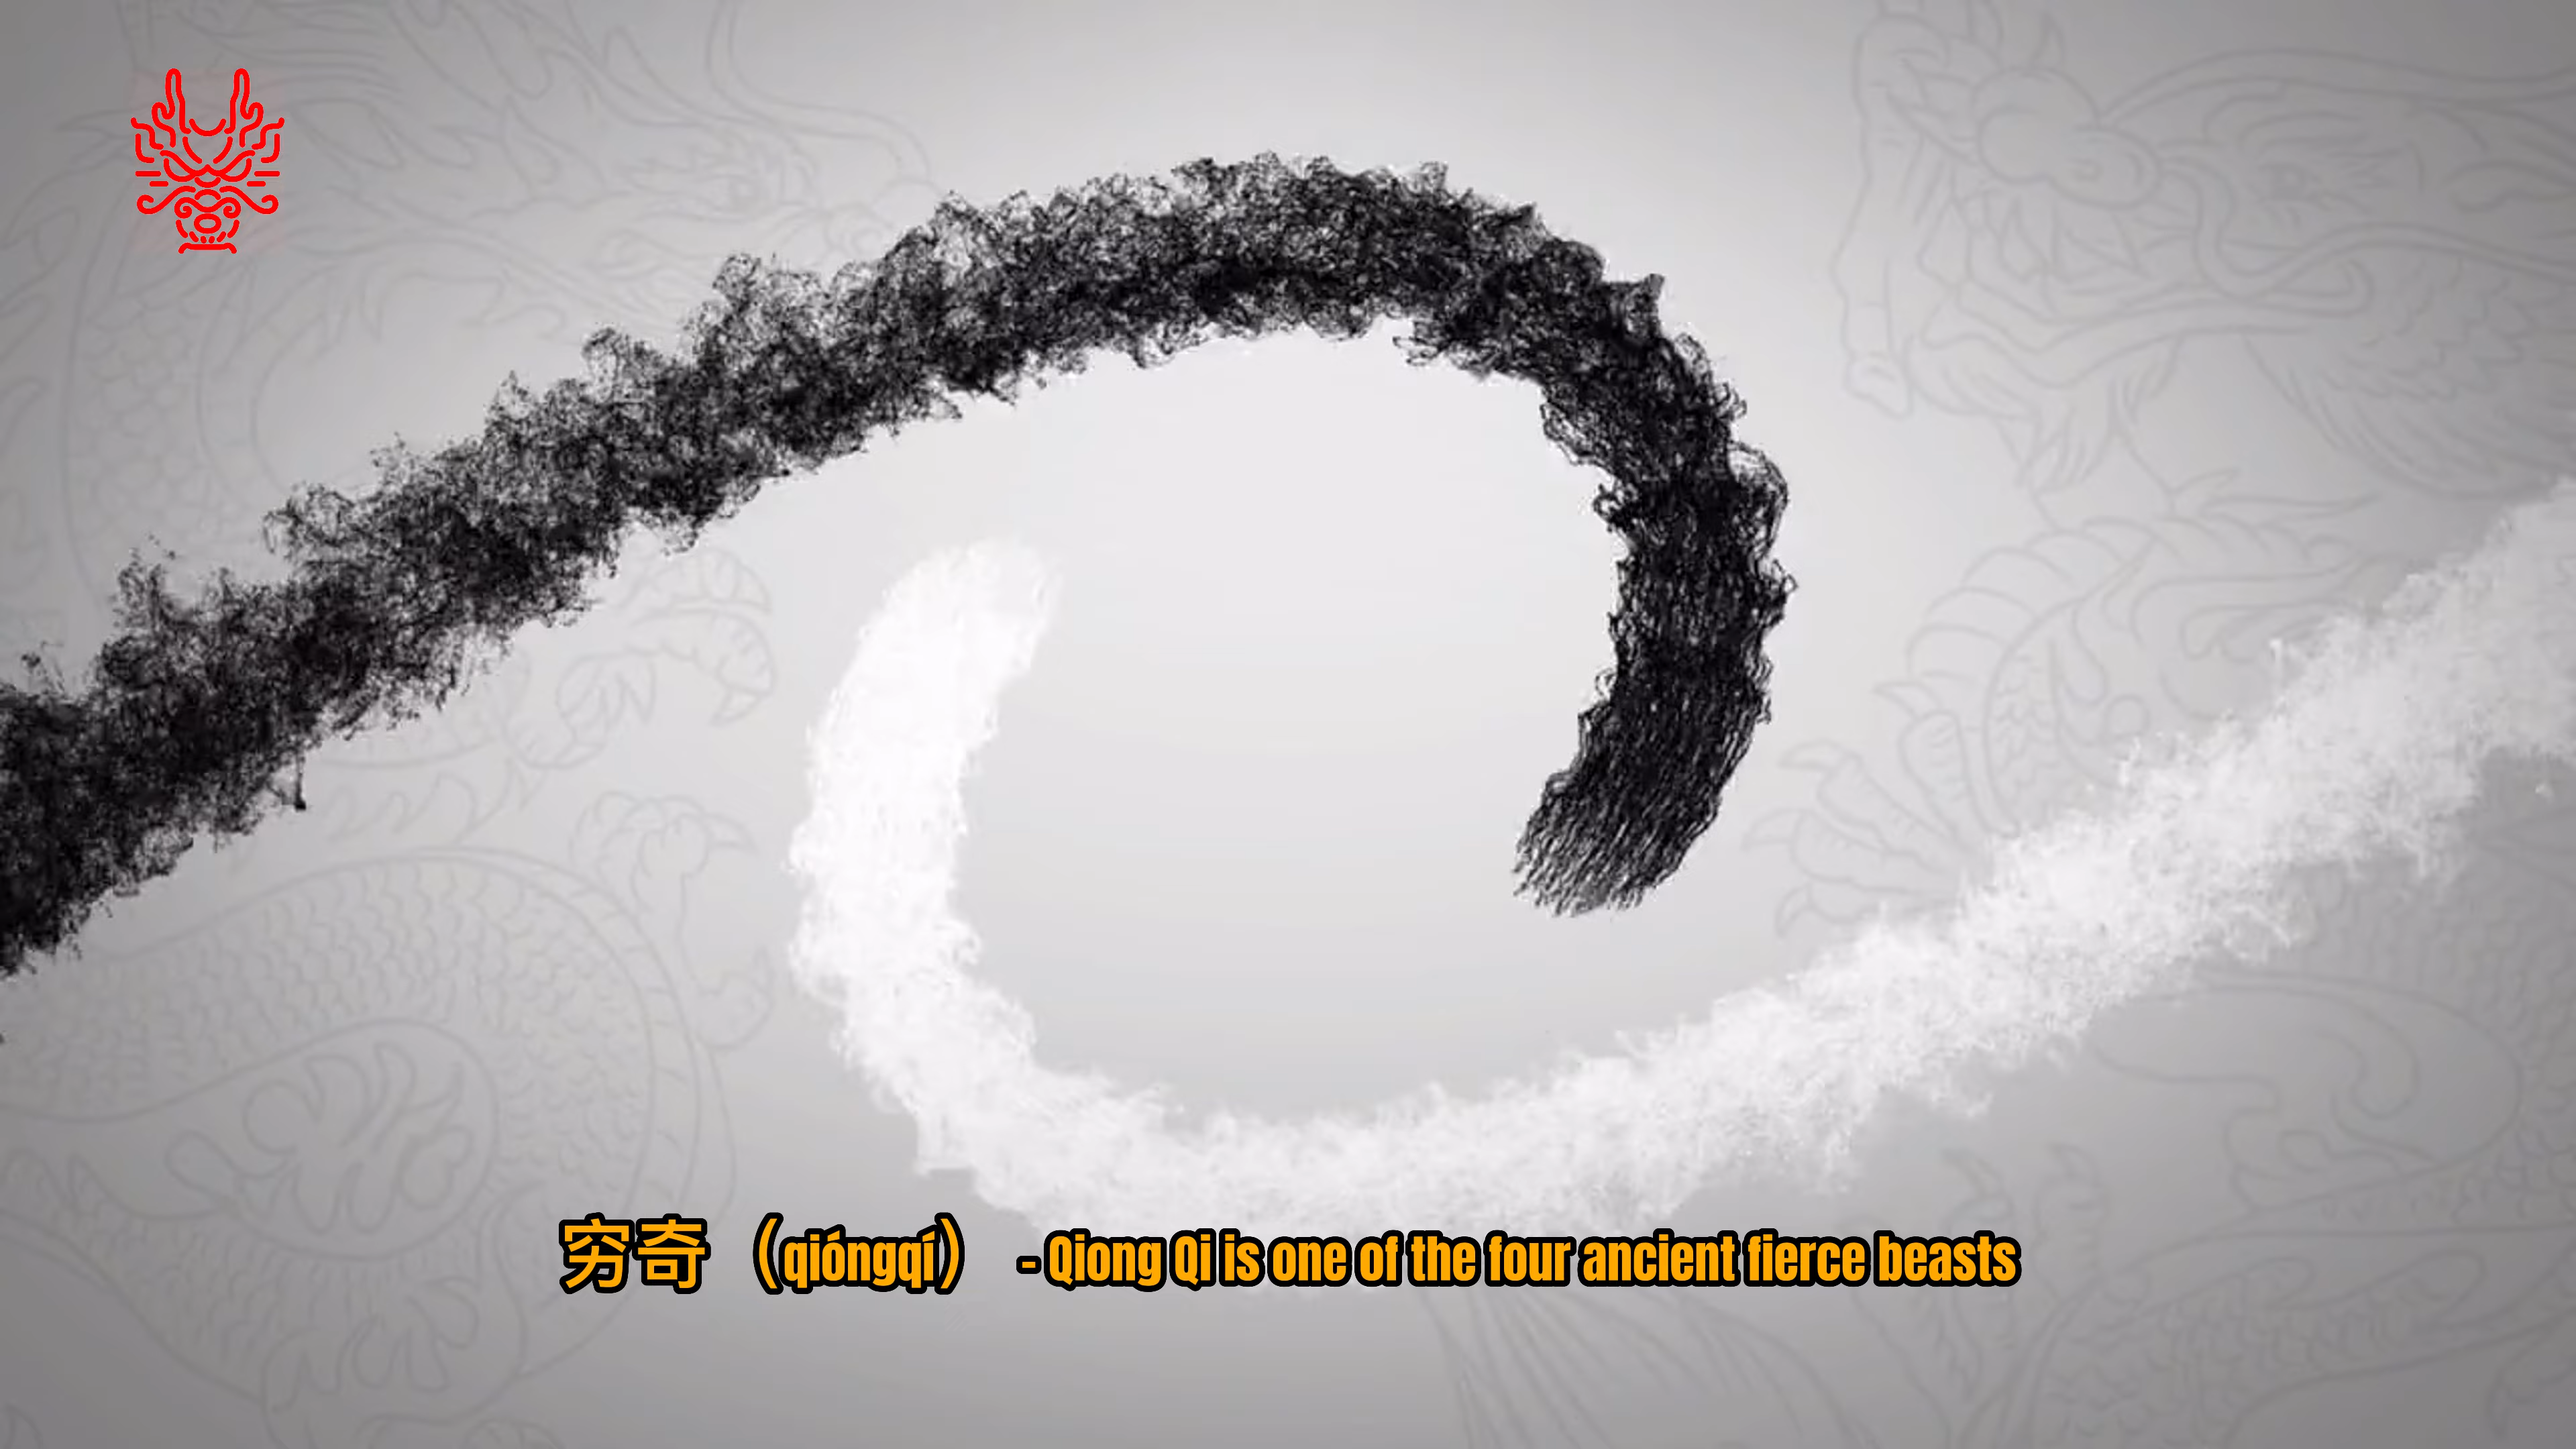 穷奇（qióngqí） - Qiong Qi is one of the four ancient fierce beasts